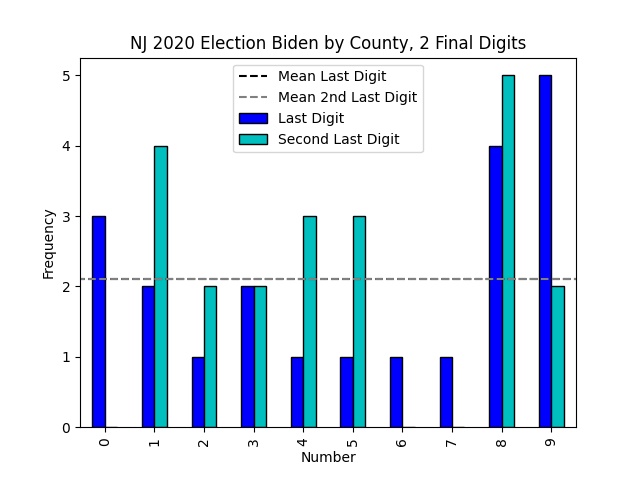 NJ 2020 Election Biden by County, 2 Final Digits
Mean Last Digit
Mean 2nd Last Digit
Last Digit
Second Last Digit
Frequency
5
4
3
2
1
0
0 1 2 3 4 5 6 7 8 9
Number